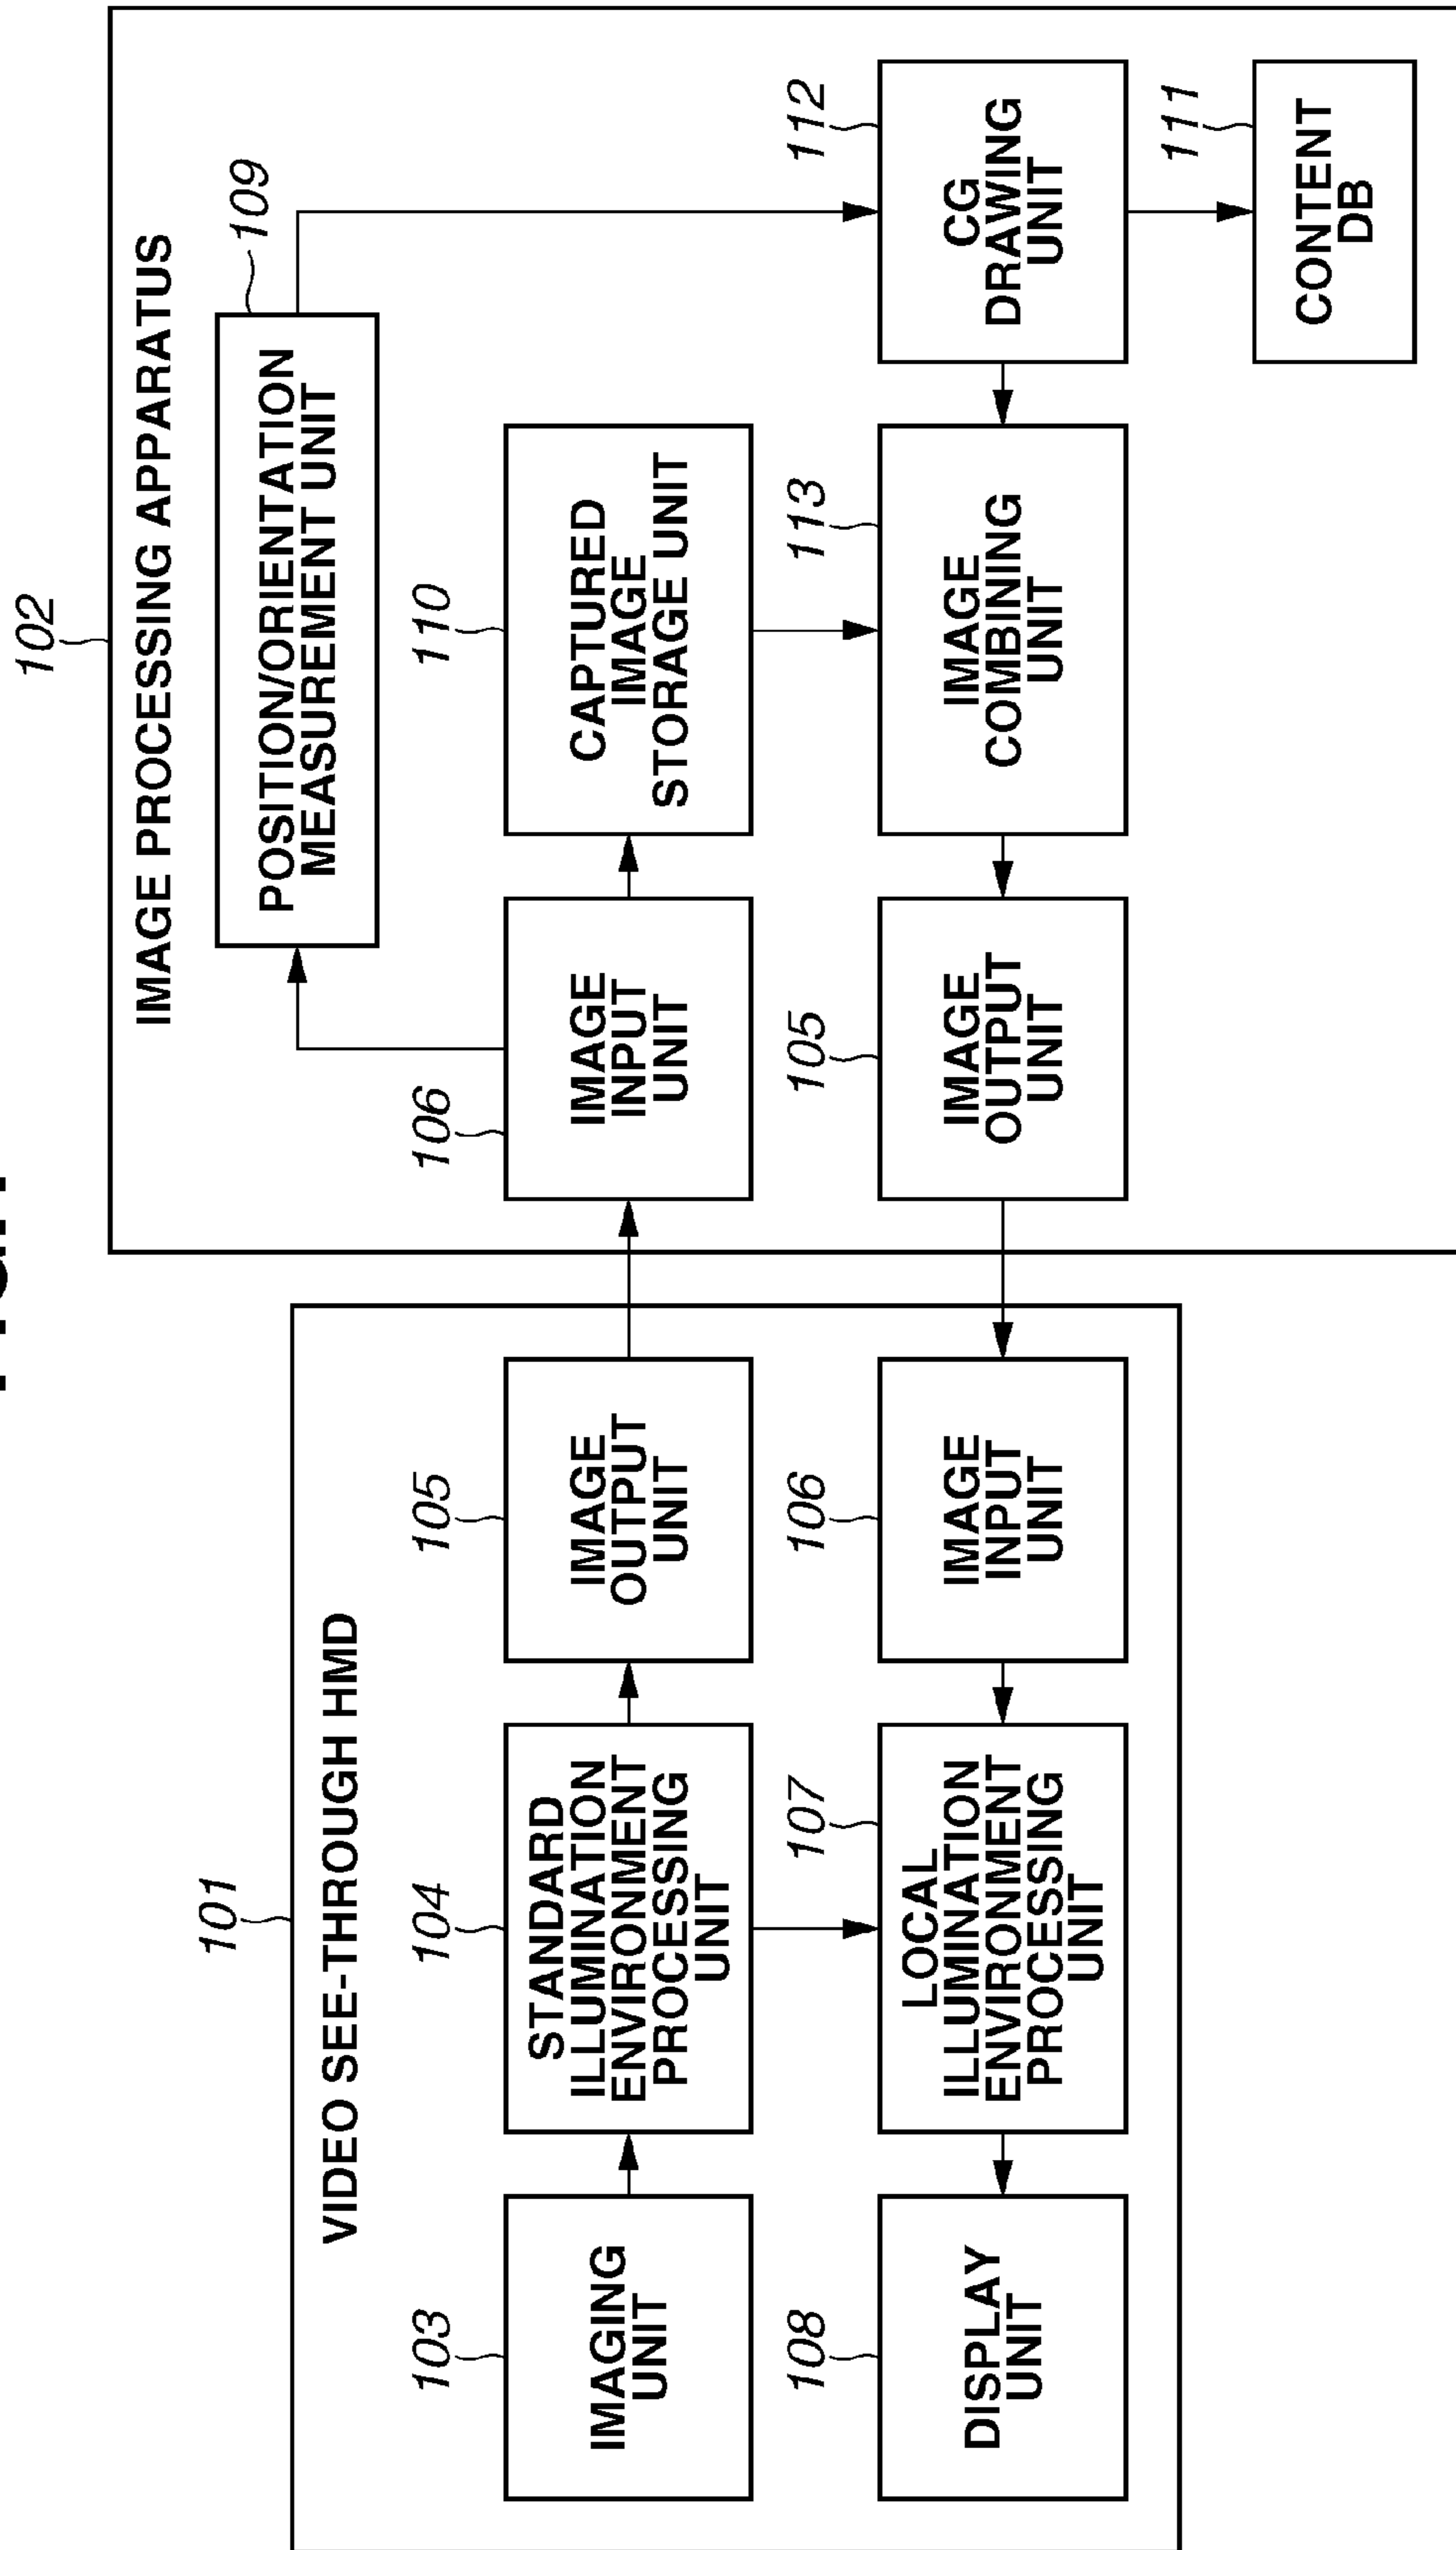 102
IMAGE PROCESSING APPARATUS
109
POSITION/ORIENTATION
MEASUREMENT UNIT
101
VIDEO SEE-THROUGH HMD
103
IMAGING
UNIT
104
STANDARD
ILLUMINATION
ENVIRONMENT
PROCESSING
UNIT
105
IMAGE
OUTPUT
UNIT
106
IMAGE
INPUT
UNIT
110
CAPTURED
IMAGE
STORAGE UNIT
108
DISPLAY
UNIT
107
LOCAL
ILLUMINATION
ENVIRONMENT
PROCESSING
UNIT
106
IMAGE
INPUT
UNIT
105
IMAGE
OUTPUT
UNIT
113
IMAGE
COMBINING
UNIT
112
CG
DRAWING
UNIT
111
CONTENT
DB